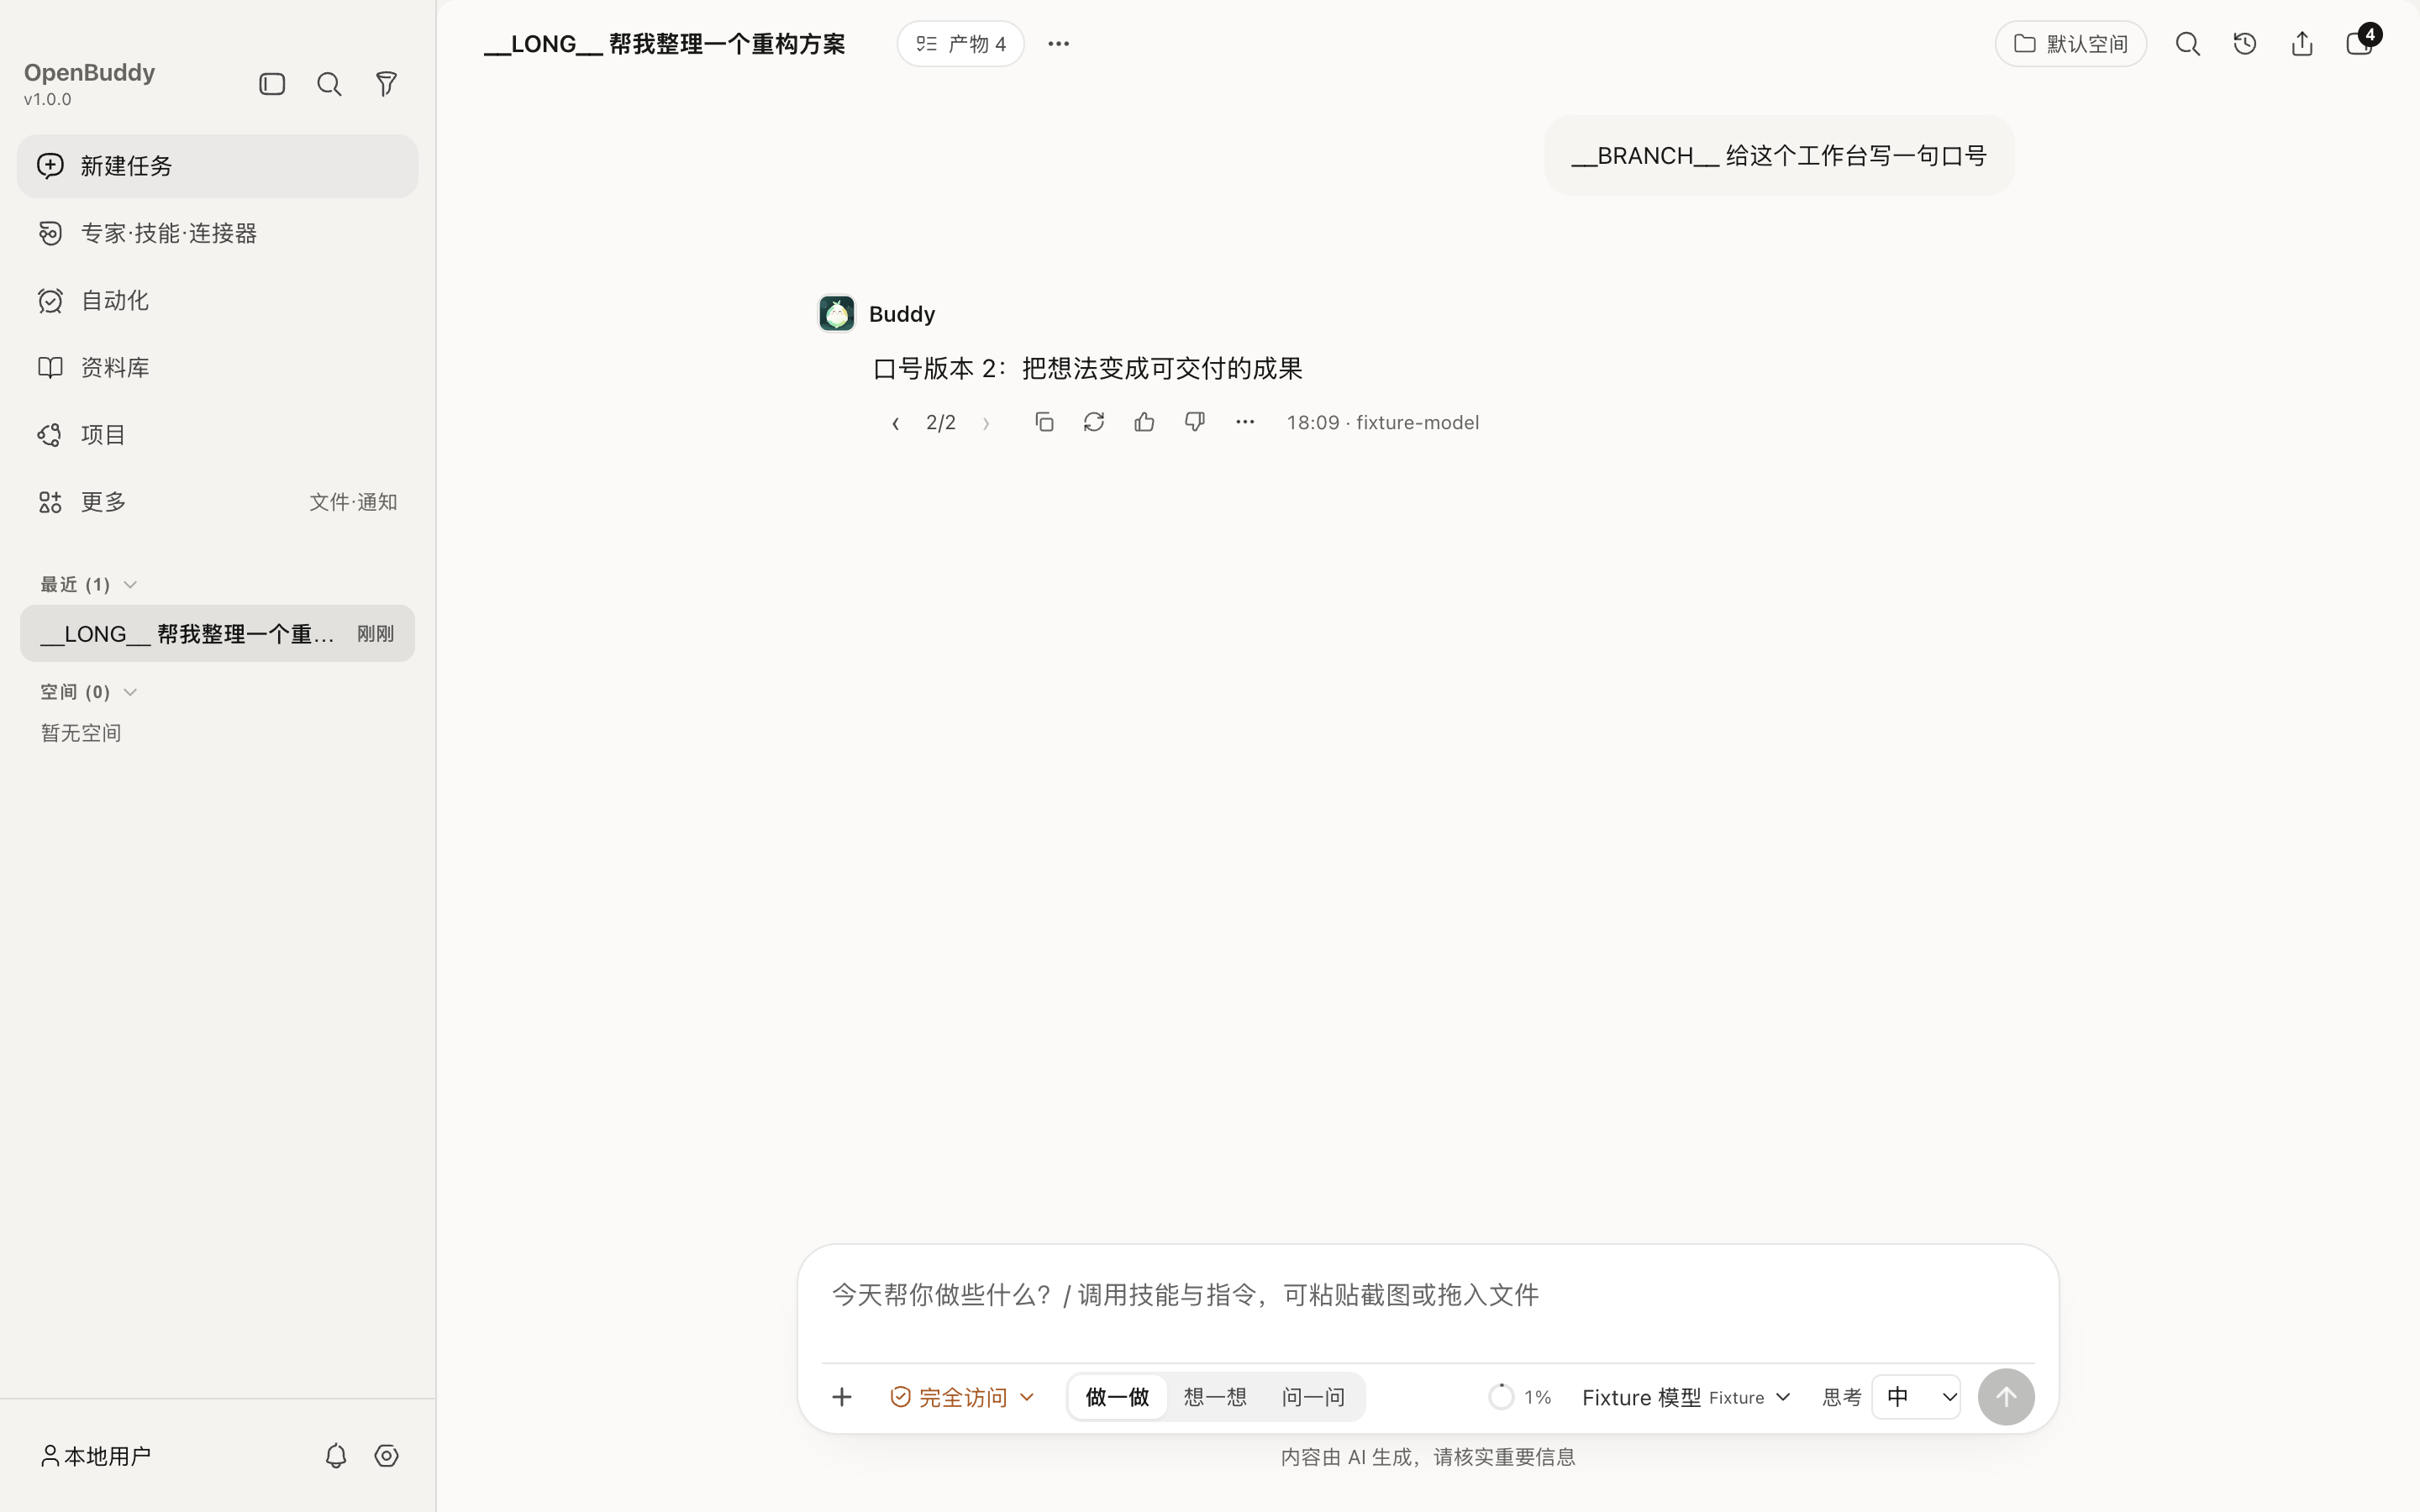 OpenBuddy
v1.0.0
新建任务
专家·技能·连接器
自动化
资料库
项目
更多 文件·通知
最近 (1)
__LONG__ 帮我整理一个重… 刚刚
空间 (0)
暂无空间
本地用户
__LONG__ 帮我整理一个重构方案 产物 4 默认空间 4
__BRANCH__ 给这个工作台写一句口号
Buddy
口号版本 2：把想法变成可交付的成果
2/2 18:09 · fixture-model
今天帮你做些什么？/ 调用技能与指令，可粘贴截图或拖入文件
完全访问 做一做 想一想 问一问 1% Fixture 模型 Fixture 思考 中
内容由 AI 生成，请核实重要信息